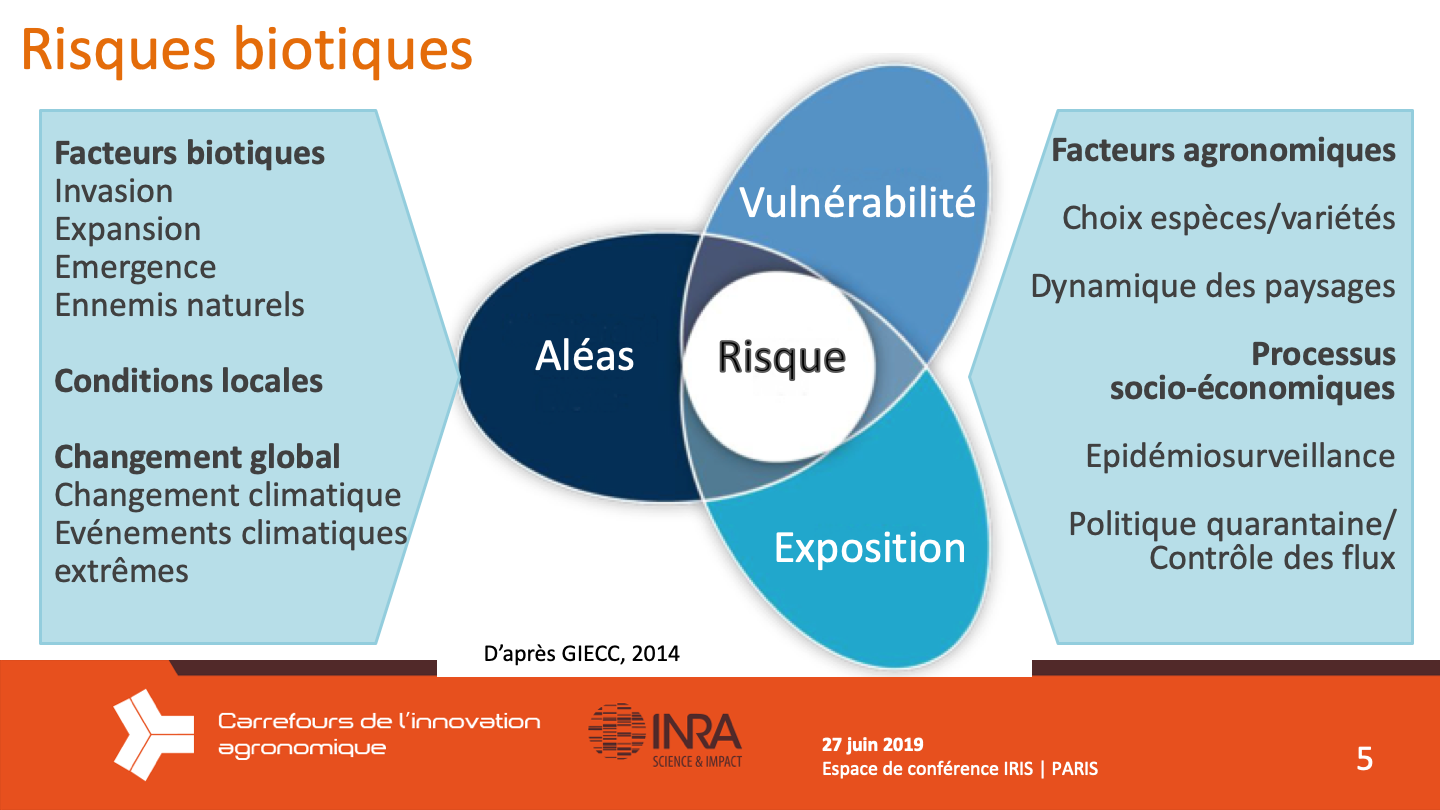 Risques biotiques
Facteurs biotiques
Invasion
Expansion
Emergence
Ennemis naturels
Conditions locales
Changement global
Changement climatique
Evénements climatiques
extrêmes
Vulnérabilité
Aléas
Risque
Exposition
D’après GIECC, 2014
Facteurs agronomiques
Choix espèces/variétés
Dynamique des paysages
Processus
socio-économiques
Epidémiosurveillance
Politique quarantaine/
Contrôle des flux
Carrefours de l’innovation
agronomique
INRA
SCIENCE & IMPACT
27 juin 2019
Espace de conférence IRIS | PARIS
5